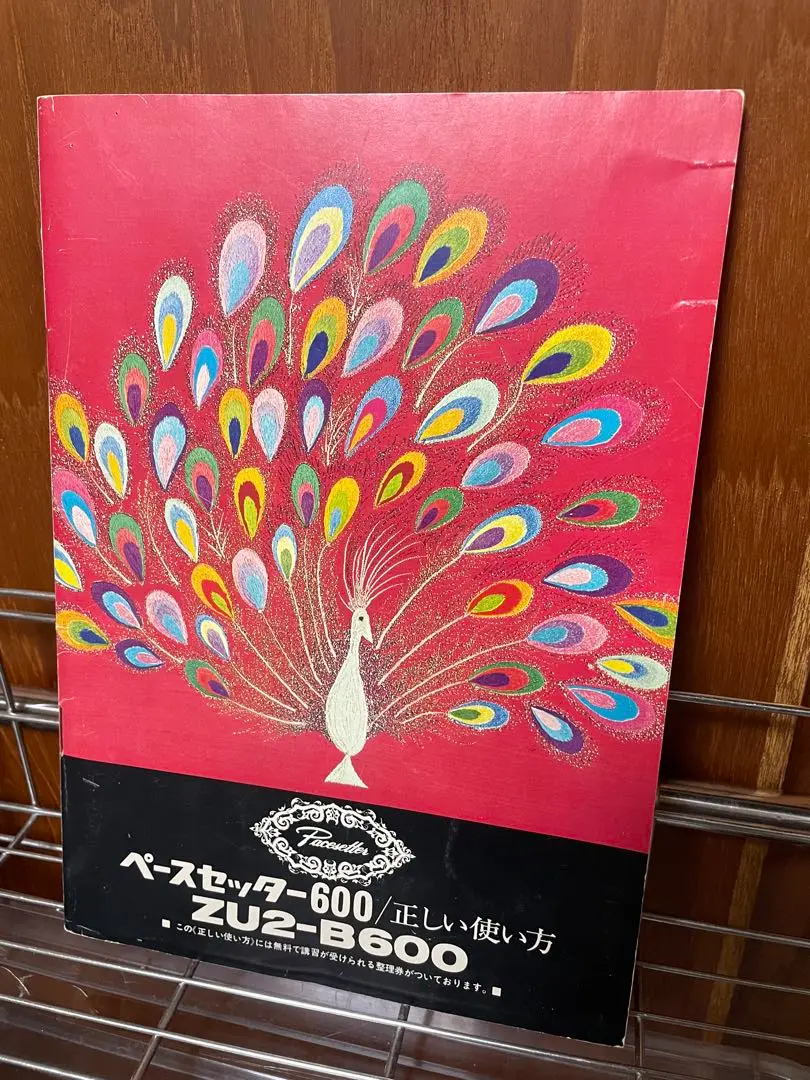 Pacesetter
ペースセッター600/正しい使い方
ZU2-B600
■この〈正しい使い方〉には無料で講習が受けられる整理券がついております。■